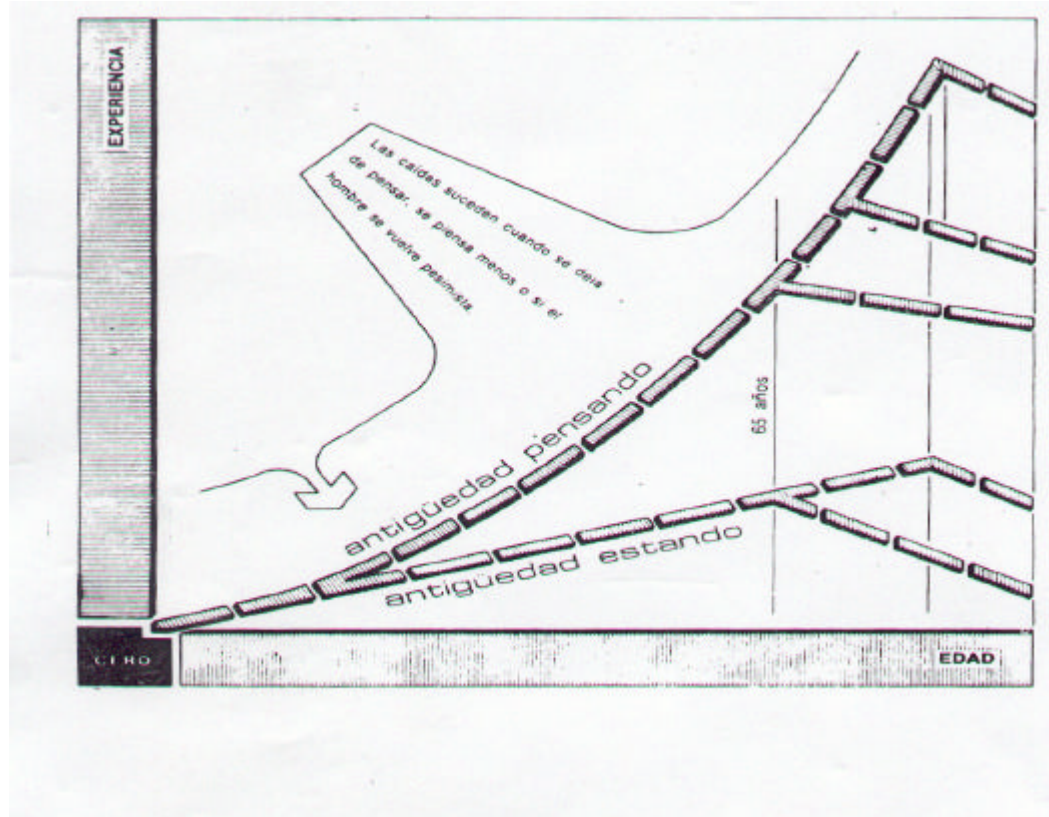 EXPERIENCIA
Las caídas suceden cuando se deja
de pensar, se piensa menos o si el
hombre se vuelve pesimista.
antigüedad pensando
65 años
antigüedad estando
CERO
EDAD